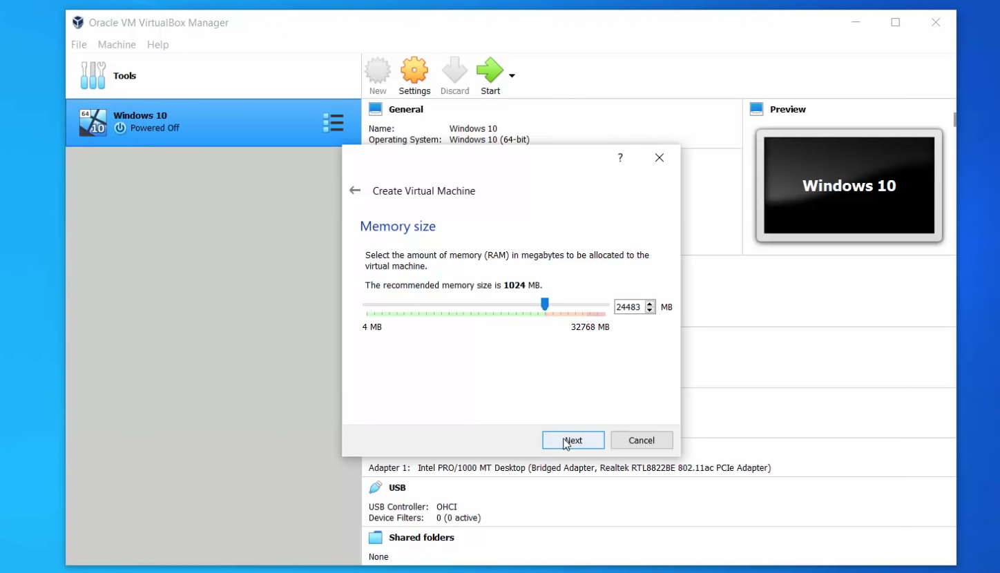 Oracle VM VirtualBox Manager
File Machine Help
Tools
New Settings Discard Start
64
10
Windows 10
Powered Off
General
Name: Windows 10
Operating System: Windows 10 (64-bit)
Preview
Windows 10
?
Create Virtual Machine
Memory size
Select the amount of memory (RAM) in megabytes to be allocated to the
virtual machine.
The recommended memory size is 1024 MB.
24483 MB
4 MB 32768 MB
Next Cancel
Adapter 1: Intel PRO/1000 MT Desktop (Bridged Adapter, Realtek RTL8822BE 802.11ac PCIe Adapter)
USB
USB Controller: OHCI
Device Filters: 0 (0 active)
Shared folders
None